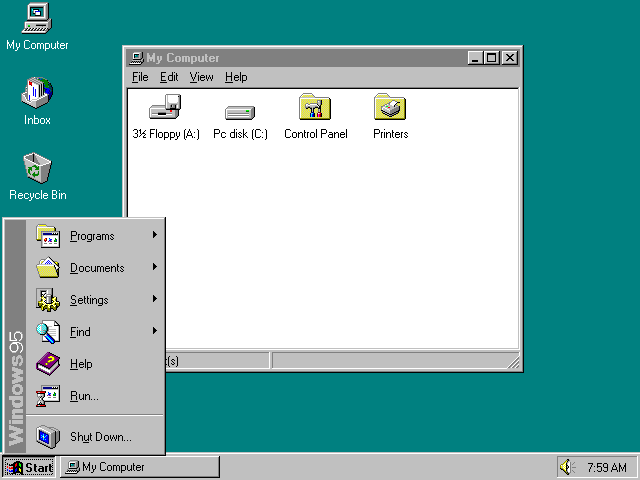 My Computer
Inbox
Recycle Bin
My Computer
File Edit View Help
3½ Floppy (A:) Pc disk (C:) Control Panel Printers
(s)
Programs
Documents
Settings
Find
Help
Run...
Shut Down...
Windows95
Start My Computer 7:59 AM